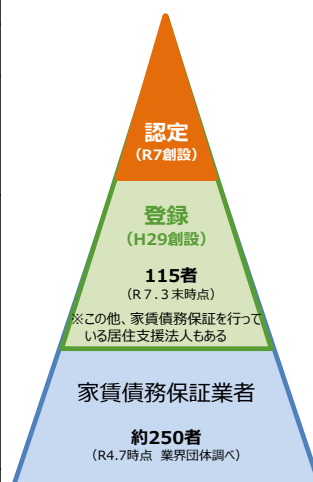 認定
（R7創設）
登録
（H29創設）
115者
（R７.３末時点）
※この他、家賃債務保証を行って
いる居住支援法人もある
家賃債務保証業者
約250者
（R4.7時点 業界団体調べ）